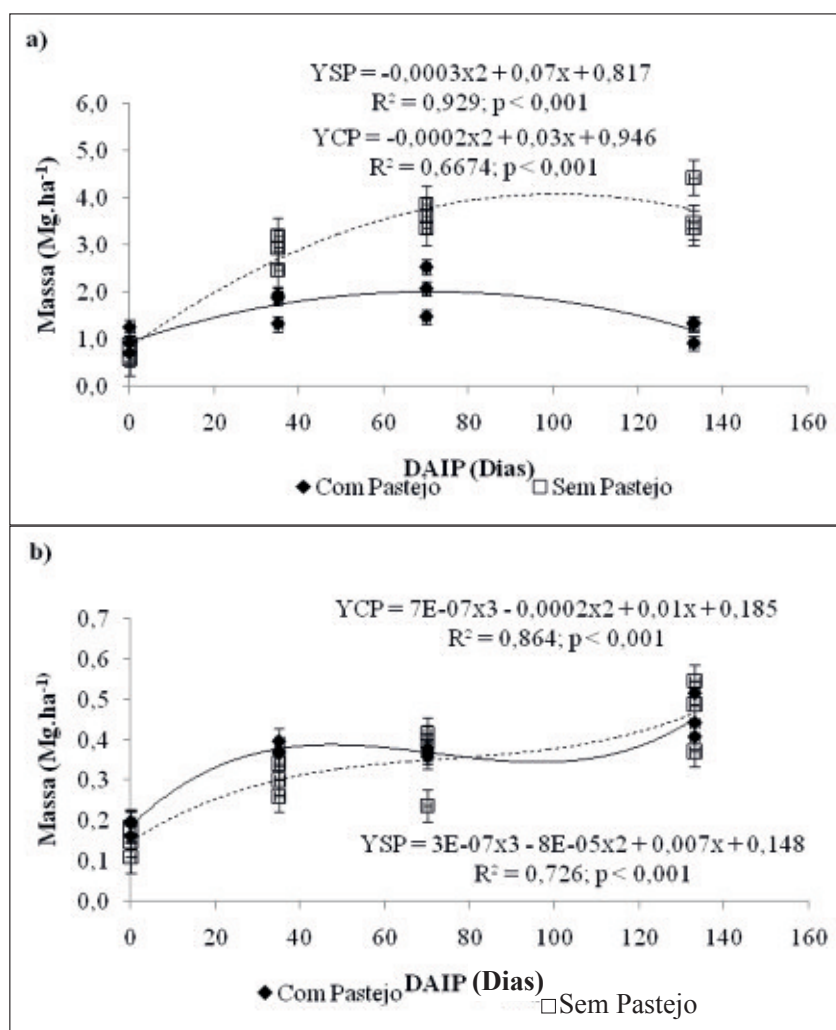 a)
YSP = -0,0003x2 + 0,07x + 0,817
R² = 0,929; p < 0,001
YCP = -0,0002x2 + 0,03x + 0,946
R² = 0,6674; p < 0,001
Massa (Mg.ha⁻¹)
6,0
5,0
4,0
3,0
2,0
1,0
0,0
0 20 40 60 80 100 120 140 160
DAIP (Dias)
Com Pastejo Sem Pastejo
b)
YCP = 7E-07x3 - 0,0002x2 + 0,01x + 0,185
R² = 0,864; p < 0,001
Massa (Mg.ha⁻¹)
0,7
0,6
0,5
0,4
0,3
0,2
0,1
0,0
YSP = 3E-07x3 - 8E-05x2 + 0,007x + 0,148
R² = 0,726; p < 0,001
0 20 40 60 80 100 120 140 160
DAIP (Dias)
Com Pastejo Sem Pastejo